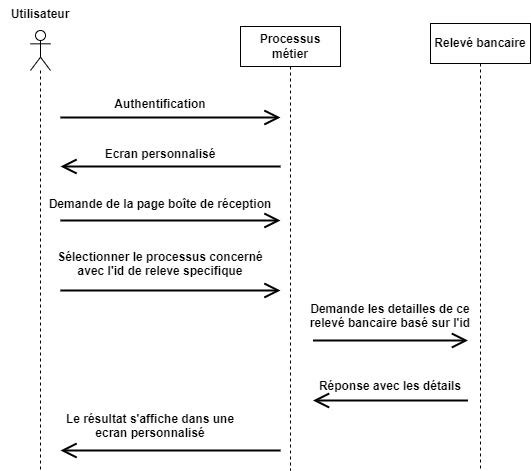 Utilisateur
Processus
métier
Relevé bancaire
Authentification
Ecran personnalisé
Demande de la page boîte de réception
Sélectionner le processus concerné
avec l'id de releve specifique
Demande les detailles de ce
relevé bancaire basé sur l'id
Réponse avec les détails
Le résultat s'affiche dans une
ecran personnalisé